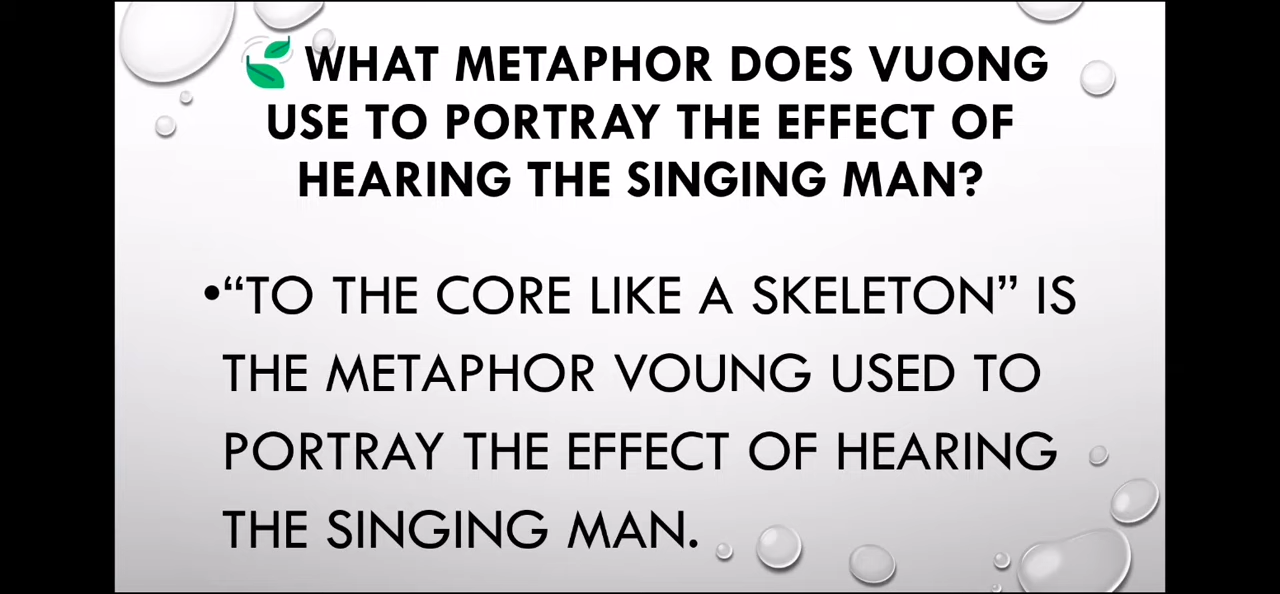 WHAT METAPHOR DOES VUONG
USE TO PORTRAY THE EFFECT OF
HEARING THE SINGING MAN?
•“TO THE CORE LIKE A SKELETON” IS
THE METAPHOR VOUNG USED TO
PORTRAY THE EFFECT OF HEARING
THE SINGING MAN.